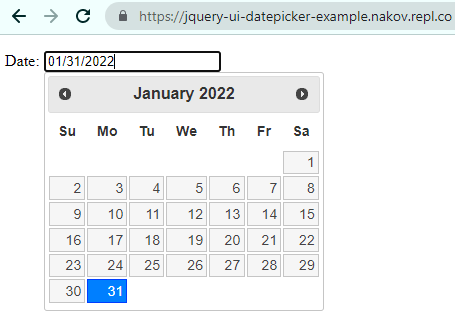 https://jquery-ui-datepicker-example.nakov.repl.co
Date: 01/31/2022
January 2022
Su Mo Tu We Th Fr Sa
1
2 3 4 5 6 7 8
9 10 11 12 13 14 15
16 17 18 19 20 21 22
23 24 25 26 27 28 29
30 31